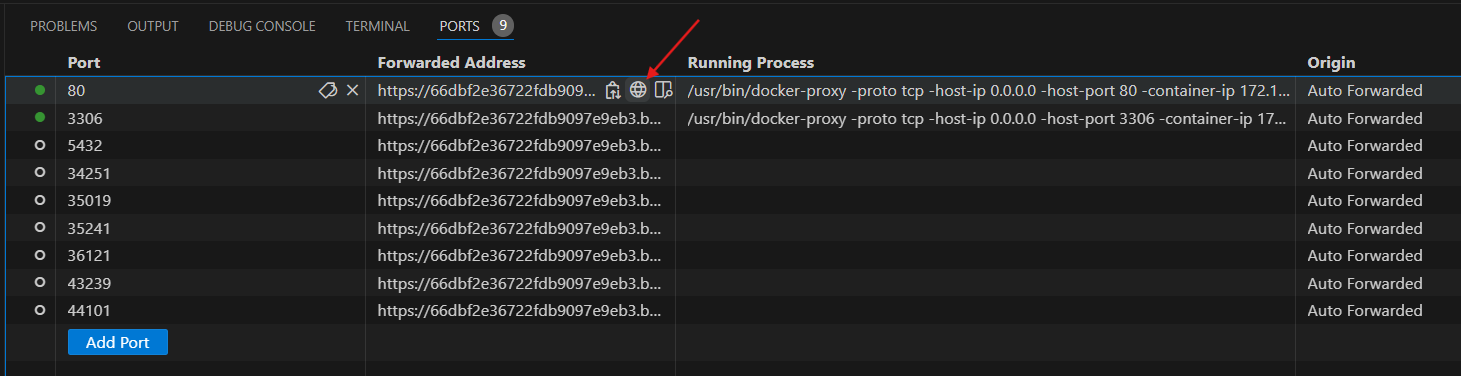 PROBLEMS OUTPUT DEBUG CONSOLE TERMINAL PORTS 9
Port Forwarded Address Running Process Origin
80 https://66dbf2e36722fdb909... /usr/bin/docker-proxy -proto tcp -host-ip 0.0.0.0 -host-port 80 -container-ip 172.1... Auto Forwarded
3306 https://66dbf2e36722fdb9097e9eb3.b... /usr/bin/docker-proxy -proto tcp -host-ip 0.0.0.0 -host-port 3306 -container-ip 17... Auto Forwarded
5432 https://66dbf2e36722fdb9097e9eb3.b... Auto Forwarded
34251 https://66dbf2e36722fdb9097e9eb3.b... Auto Forwarded
35019 https://66dbf2e36722fdb9097e9eb3.b... Auto Forwarded
35241 https://66dbf2e36722fdb9097e9eb3.b... Auto Forwarded
36121 https://66dbf2e36722fdb9097e9eb3.b... Auto Forwarded
43239 https://66dbf2e36722fdb9097e9eb3.b... Auto Forwarded
44101 https://66dbf2e36722fdb9097e9eb3.b... Auto Forwarded
Add Port